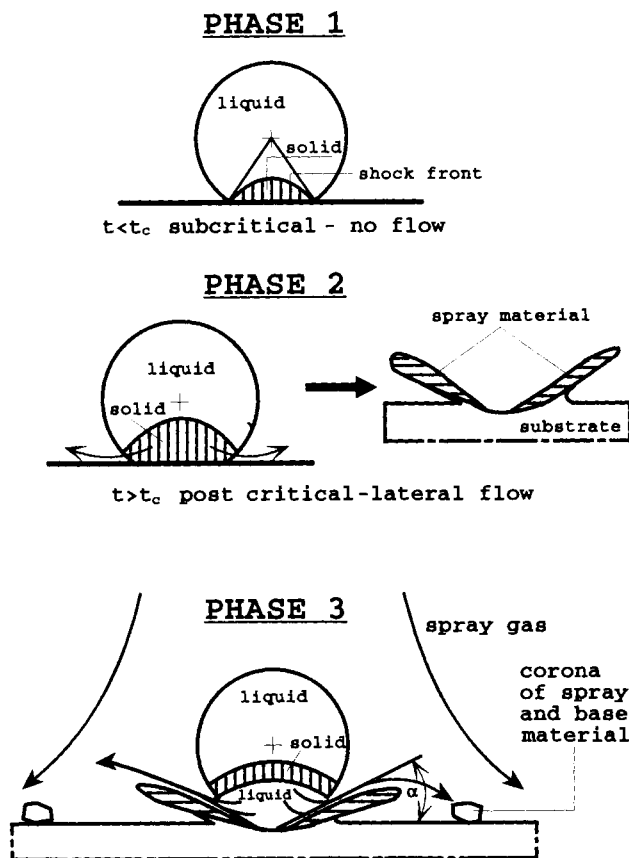 PHASE 1
liquid
solid
shock front
t<tc subcritical - no flow
PHASE 2
spray material
liquid
solid
substrate
t>tc post critical-lateral flow
PHASE 3
spray gas
corona
of spray
and base
material
liquid
solid
liquid
α